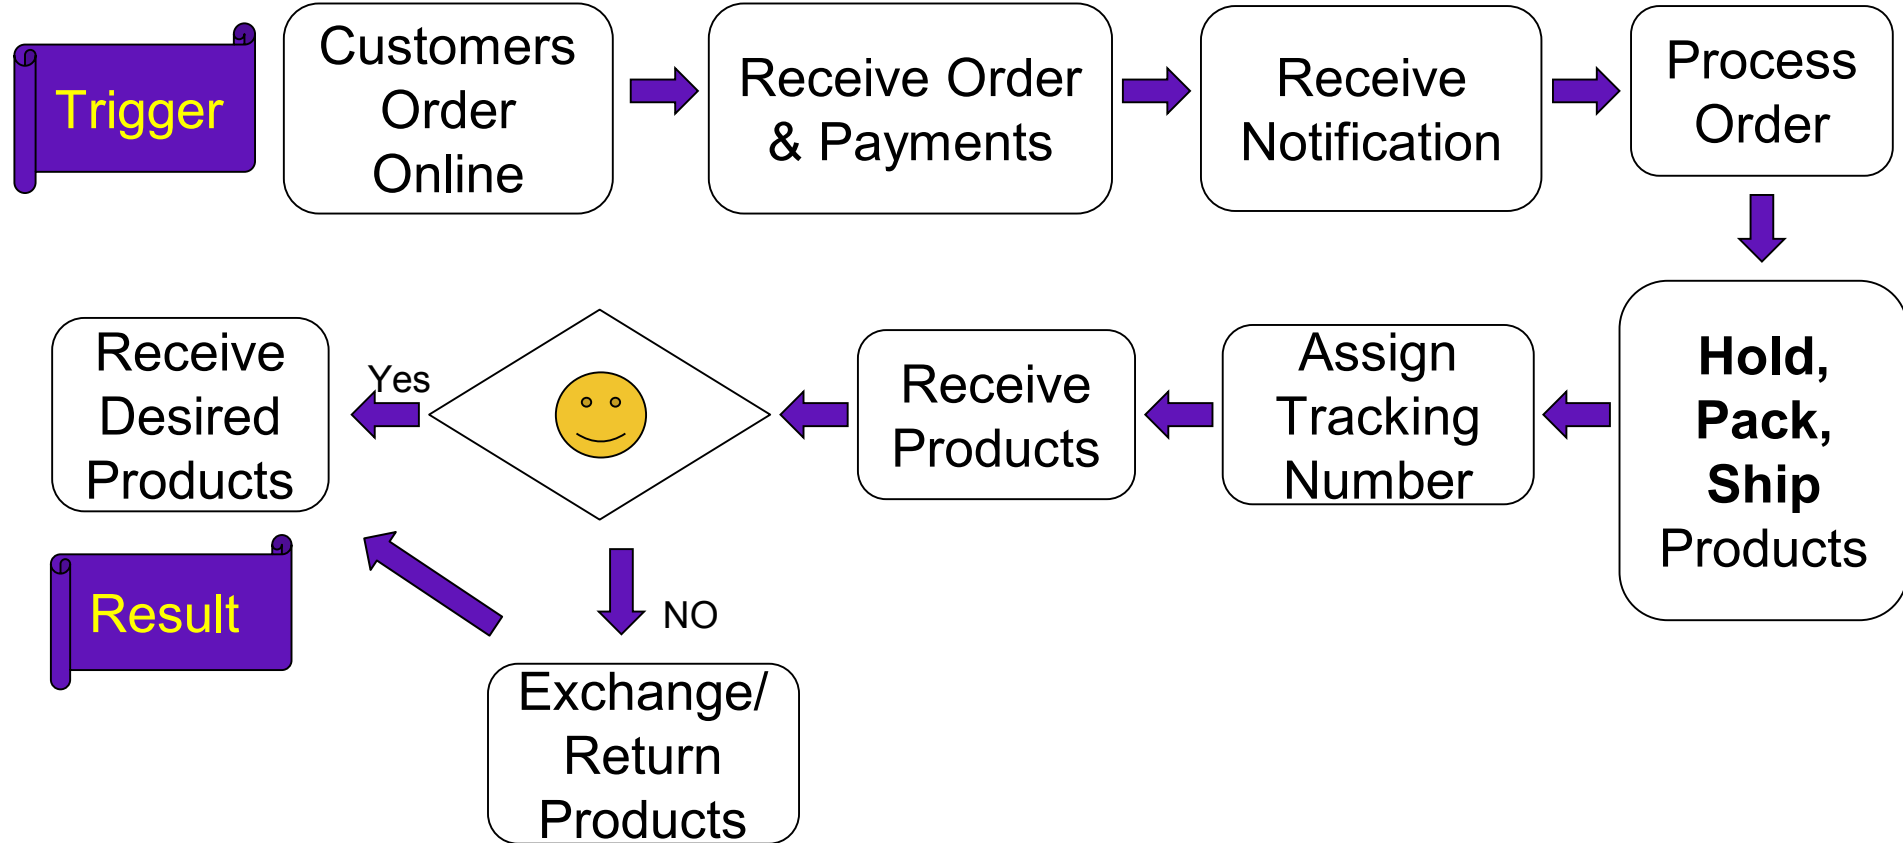 Trigger
Customers
Order
Online
Receive Order
& Payments
Receive
Notification
Process
Order
Hold,
Pack,
Ship
Products
Assign
Tracking
Number
Receive
Products
Yes
Receive
Desired
Products
Result
NO
Exchange/
Return
Products